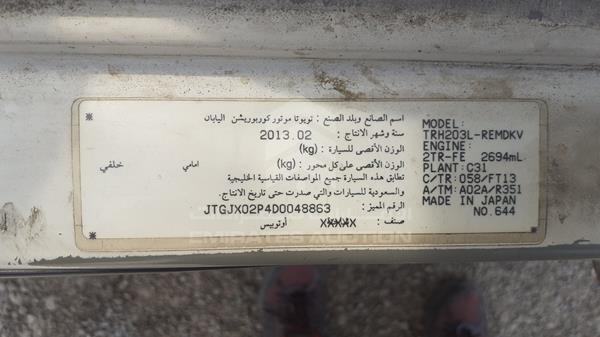 اسم الصانع وبلد الصنع : تويوتا موتور كوربوريشن اليابان
سنة وشهر الانتاج : 2013.02
الوزن الأقصى للسيارة : (kg)
الوزن الأقصى على كل محور : (kg) امامي خلفي
تطابق هذه السيارة جميع المواصفات القياسية الخليجية
والسعودية للسيارات والتي صدرت حتى تاريخ الانتاج.
الرقم المميز : JTGJX02P4D0048863
صنف : XXXXX أوتوبيس
MODEL:
TRH203L-REMDKV
ENGINE:
2TR-FE 2694mL
PLANT: C31
C/TR: 058/FT13
A/TM: A02A/R351
MADE IN JAPAN
NO.644
EMIRATES AUCTION